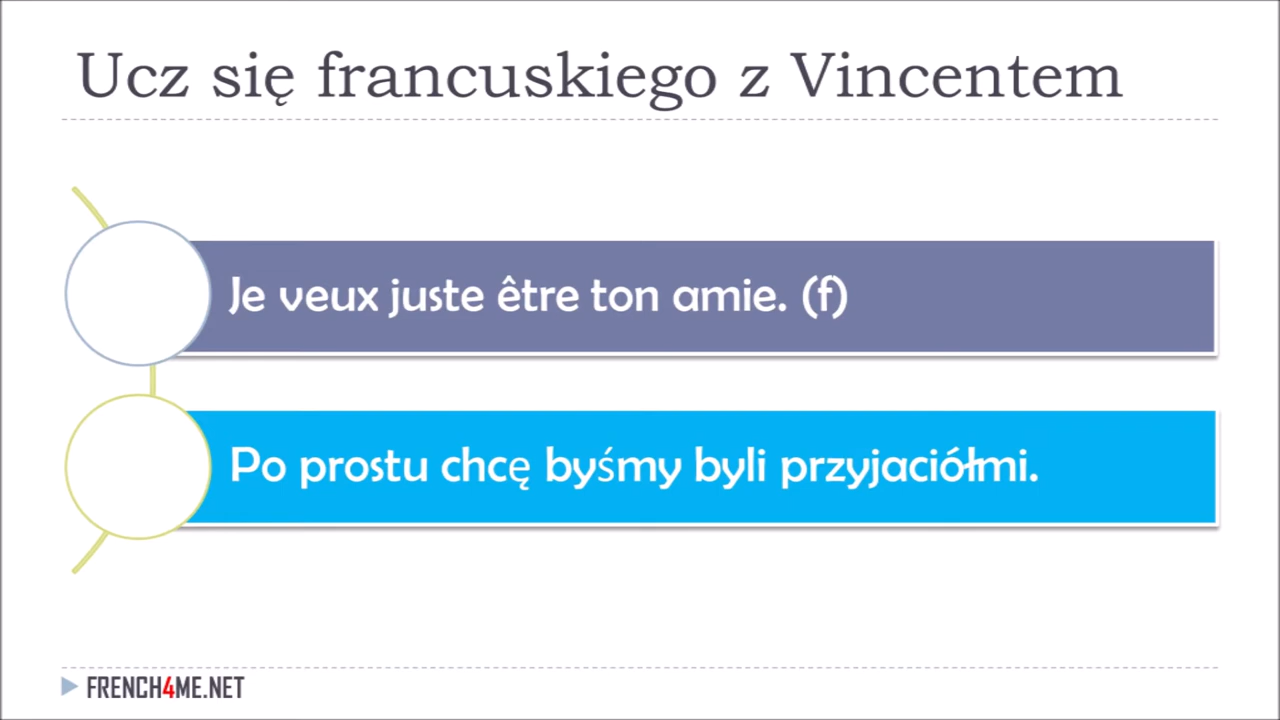 Ucz się francuskiego z Vincentem
Je veux juste être ton amie. (f)
Po prostu chcę byśmy byli przyjaciółmi.
FRENCH4ME.NET